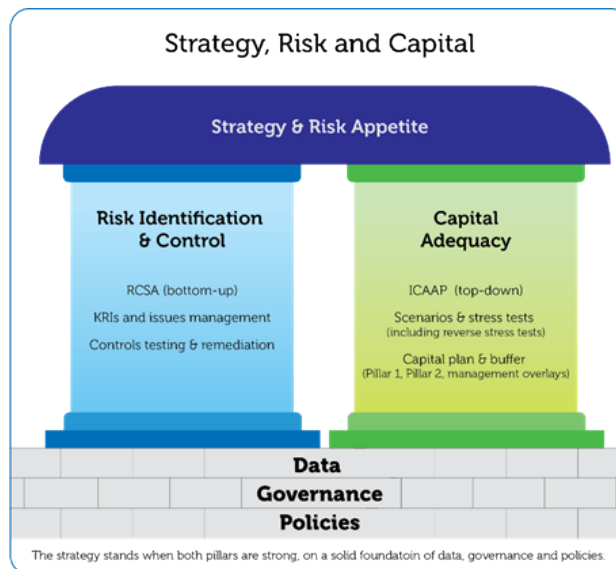 Strategy, Risk and Capital
Strategy & Risk Appetite
Risk Identification
& Control
RCSA (bottom-up)
KRIs and issues management
Controls testing & remediation
Capital
Adequacy
ICAAP (top-down)
Scenarios & stress tests
(including reverse stress tests)
Capital plan & buffer
(Pillar 1, Pillar 2, management overlays)
Data
Governance
Policies
The strategy stands when both pillars are strong, on a solid foundatoin of data, governance and policies.